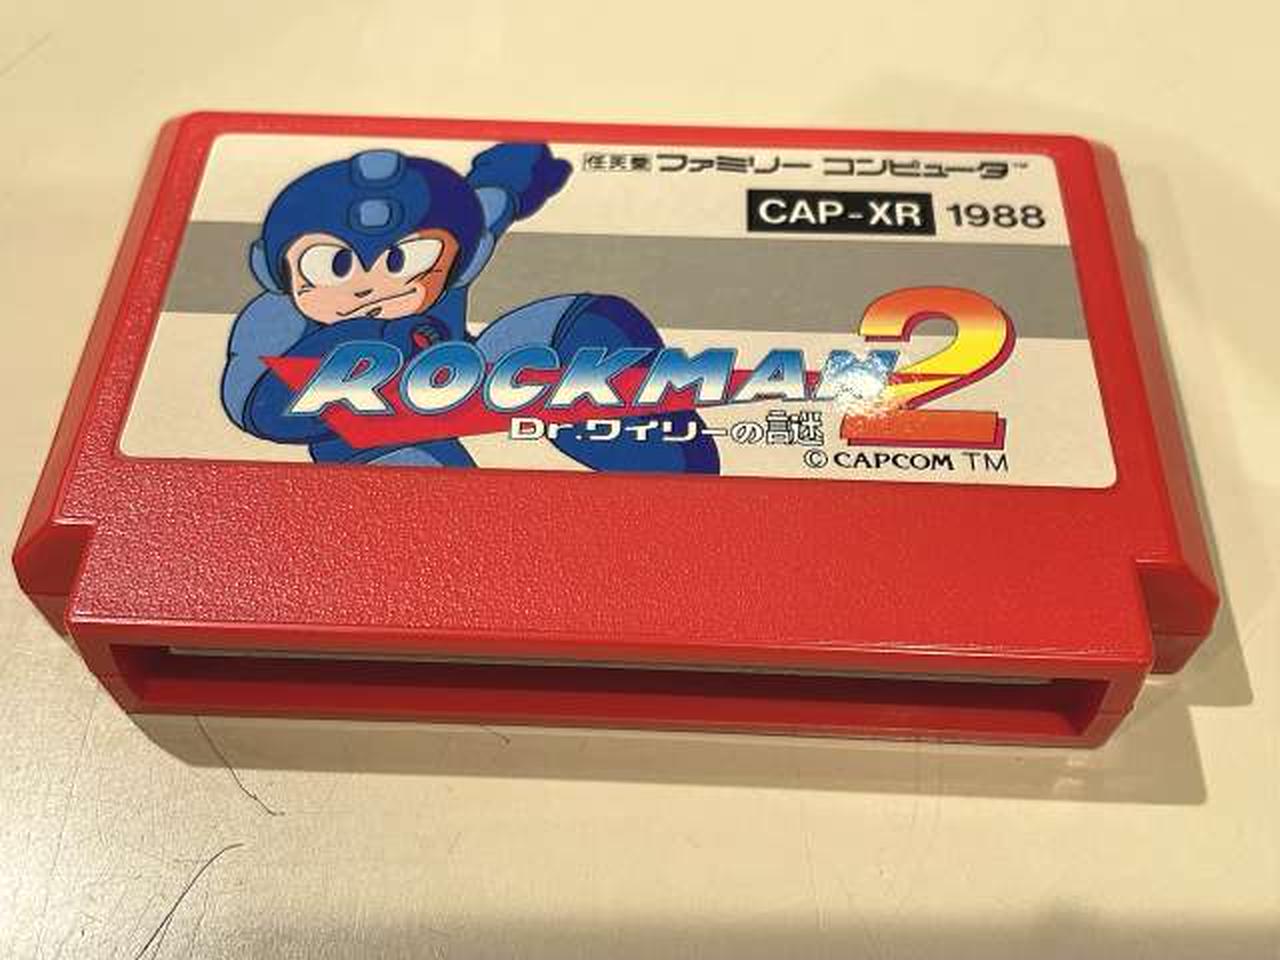 任天堂 ファミリー コンピュータ™
CAP-XR 1988
ROCKMAN 2
Dr.ワイリーの謎
©CAPCOM TM